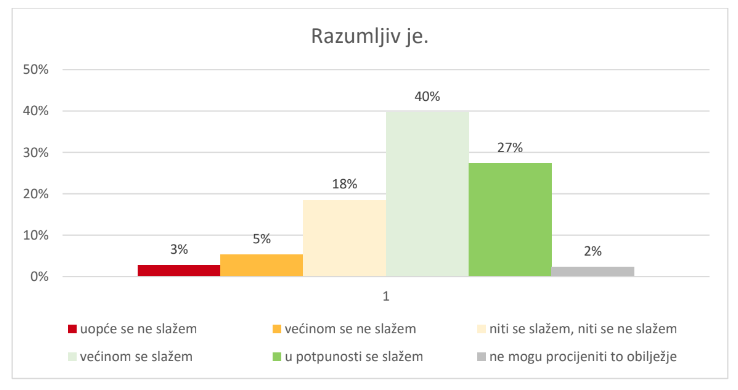 Razumljiv je.
50%
40%
30%
20%
10%
0%
3%
5%
18%
40%
27%
2%
1
uopće se ne slažem
većinom se ne slažem
niti se slažem, niti se ne slažem
većinom se slažem
u potpunosti se slažem
ne mogu procijeniti to obilježje